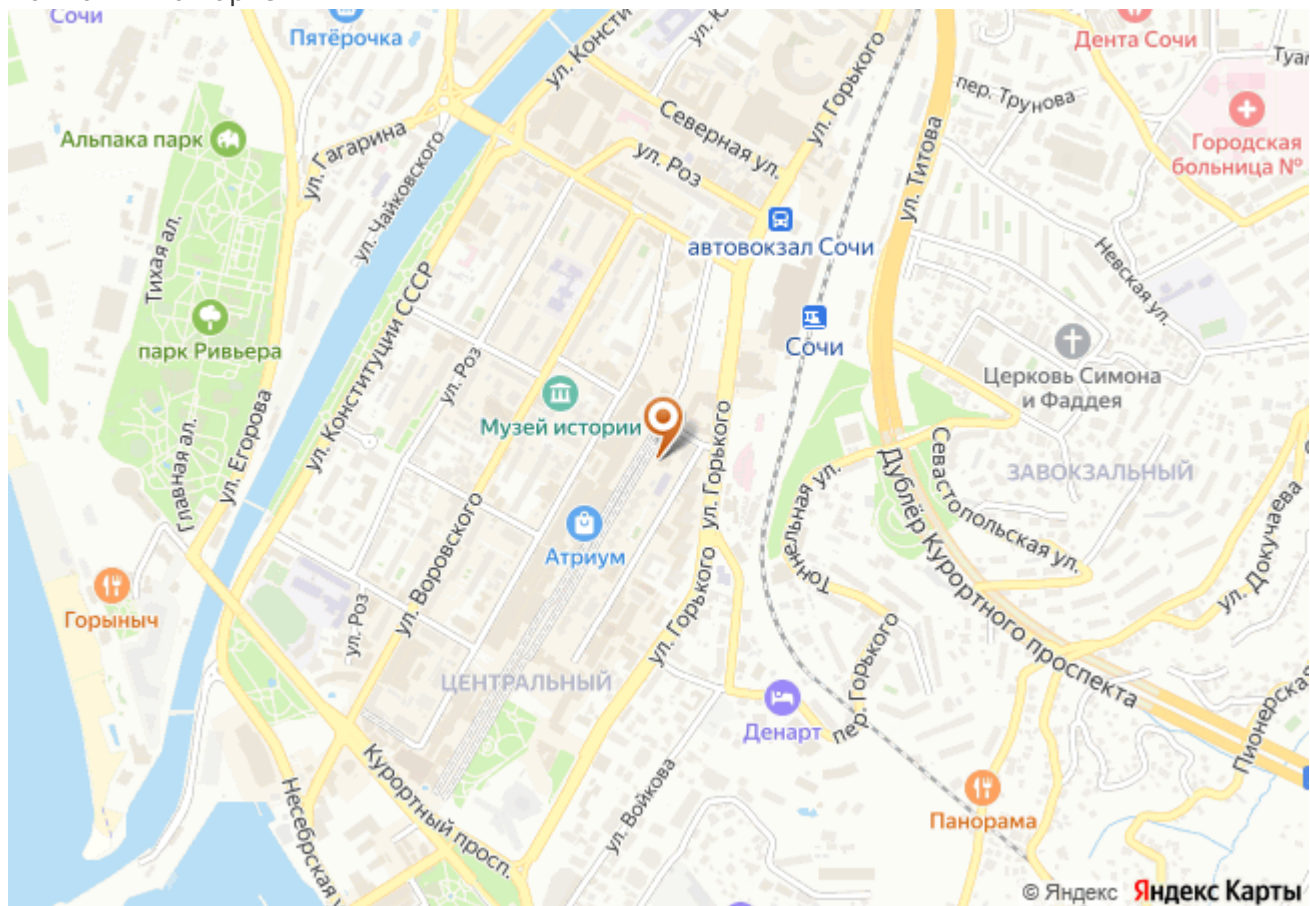 Сочи
Пятёрочка
ул. Консти
ул. Ю
ул. Горького
Дента Сочи
Туап
пер. Трунова
Городская
больница №
Альпака парк
ул. Гагарина
ул. Чайковского
Северная ул.
ул. Роз
ул. Титова
автовокзал Сочи
Невская ул.
Тихая ал.
парк Ривьера
ул. Конституции СССР
ул. Роз
Сочи
Церковь Симона
и Фаддея
Музей истории
ул. Горького
ул. Егорова
Главная ал.
Севастопольская ул.
ЗАВОКЗАЛЬНЫЙ
Тоннельная ул.
Дублёр Курортного проспекта
ул. Докучаева
ул. Воровского
Атриум
Горыныч
ул. Роз
ул. Горького
пер. Горького
ЦЕНТРАЛЬНЫЙ
Денарт
Пионерская
Курортный просп.
Несебрская у
ул. Войкова
Панорама
© Яндекс Яндекс Карты